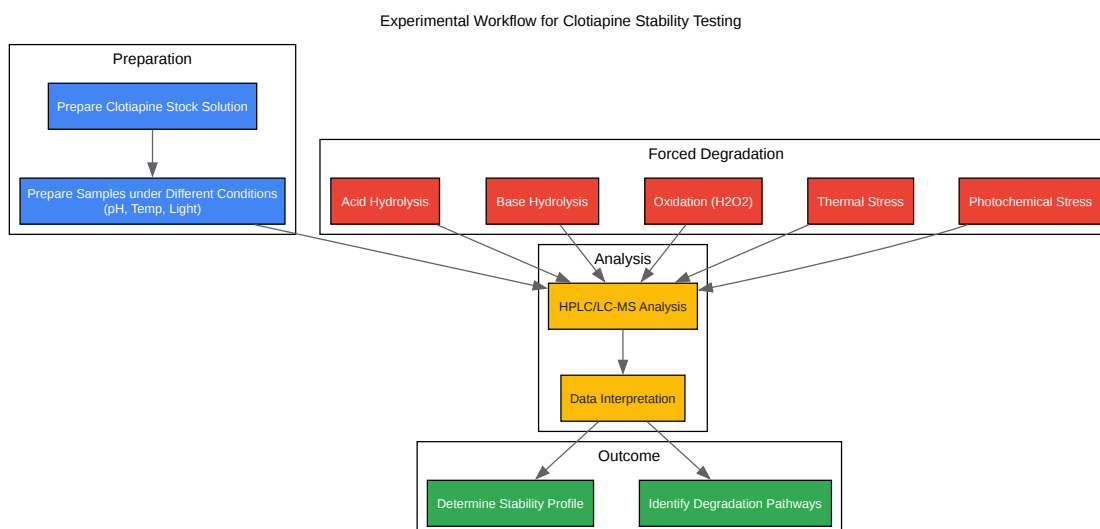 Experimental Workflow for Clotiapine Stability Testing
Preparation
Prepare Clotiapine Stock Solution
Prepare Samples under Different Conditions
(pH, Temp, Light)
Forced Degradation
Acid Hydrolysis
Base Hydrolysis
Oxidation (H2O2)
Thermal Stress
Photochemical Stress
Analysis
HPLC/LC-MS Analysis
Data Interpretation
Outcome
Determine Stability Profile
Identify Degradation Pathways